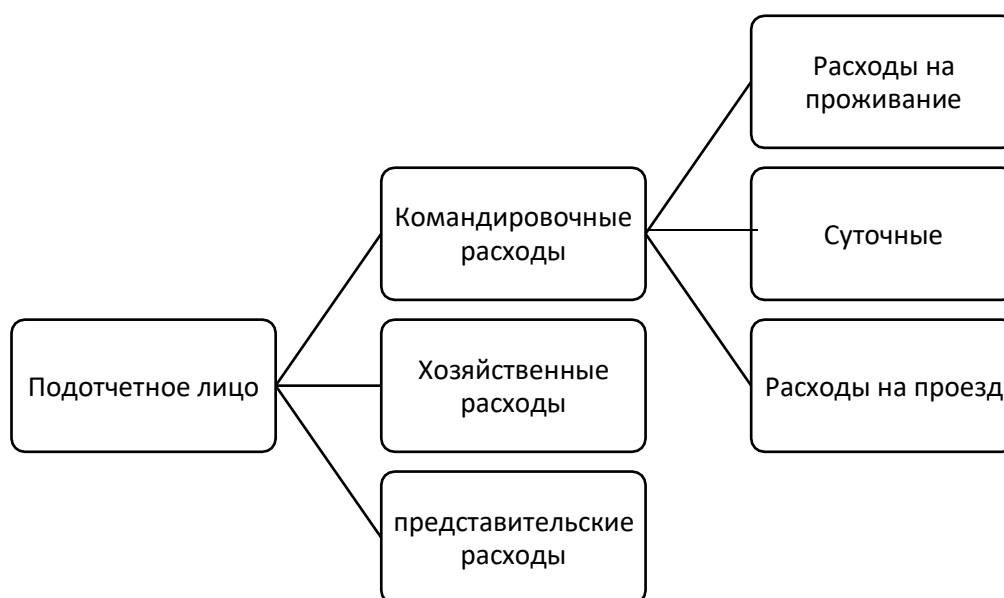 Подотчетное лицо
Командировочные
расходы
Хозяйственные
расходы
представительские
расходы
Расходы на
проживание
Суточные
Расходы на проезд